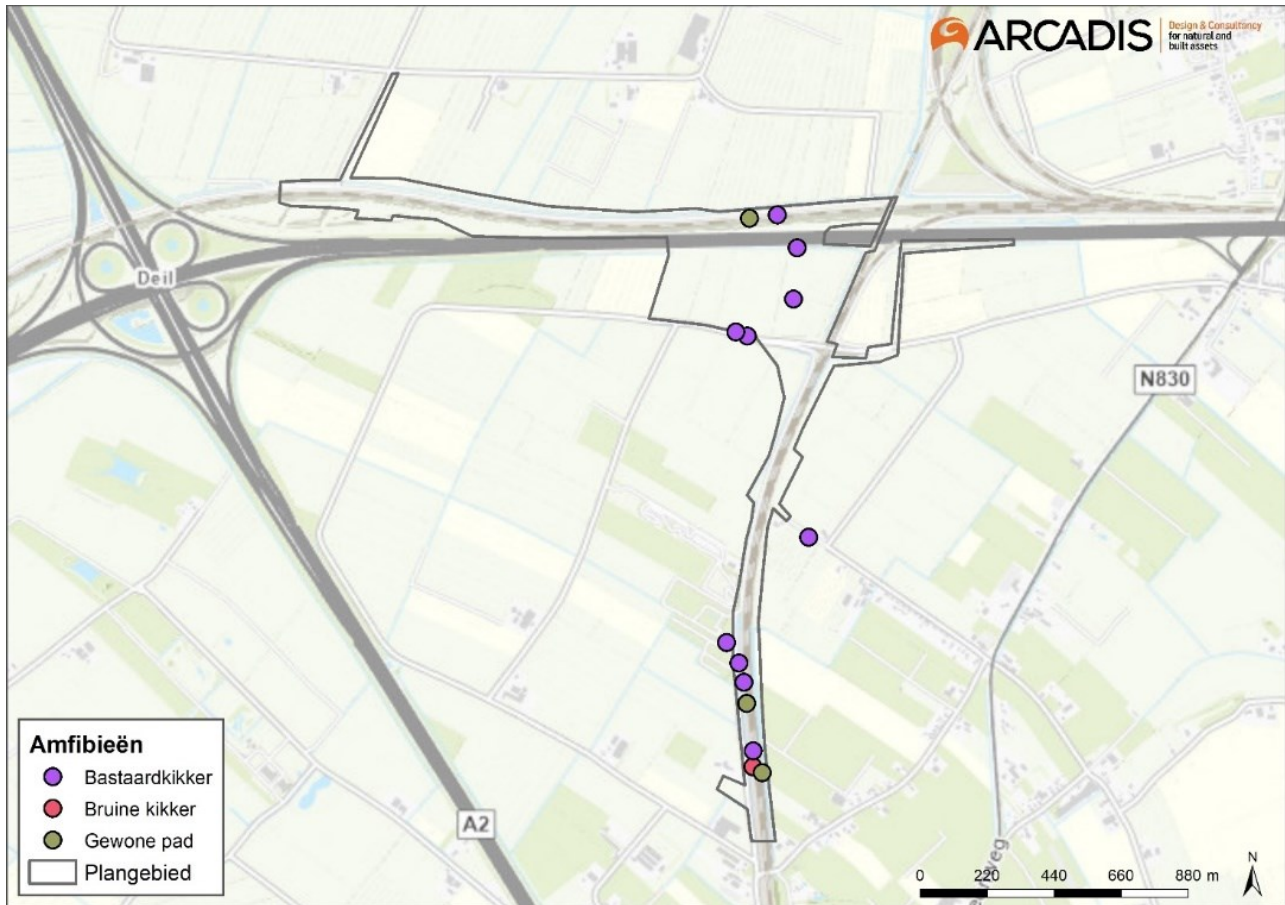 ARCADIS
Design & Consultancy
for natural and
built assets
Deil
N830
A2
Amfibieën
Bastaardkikker
Bruine kikker
Gewone pad
Plangebied
N
0 220 440 660 880 m